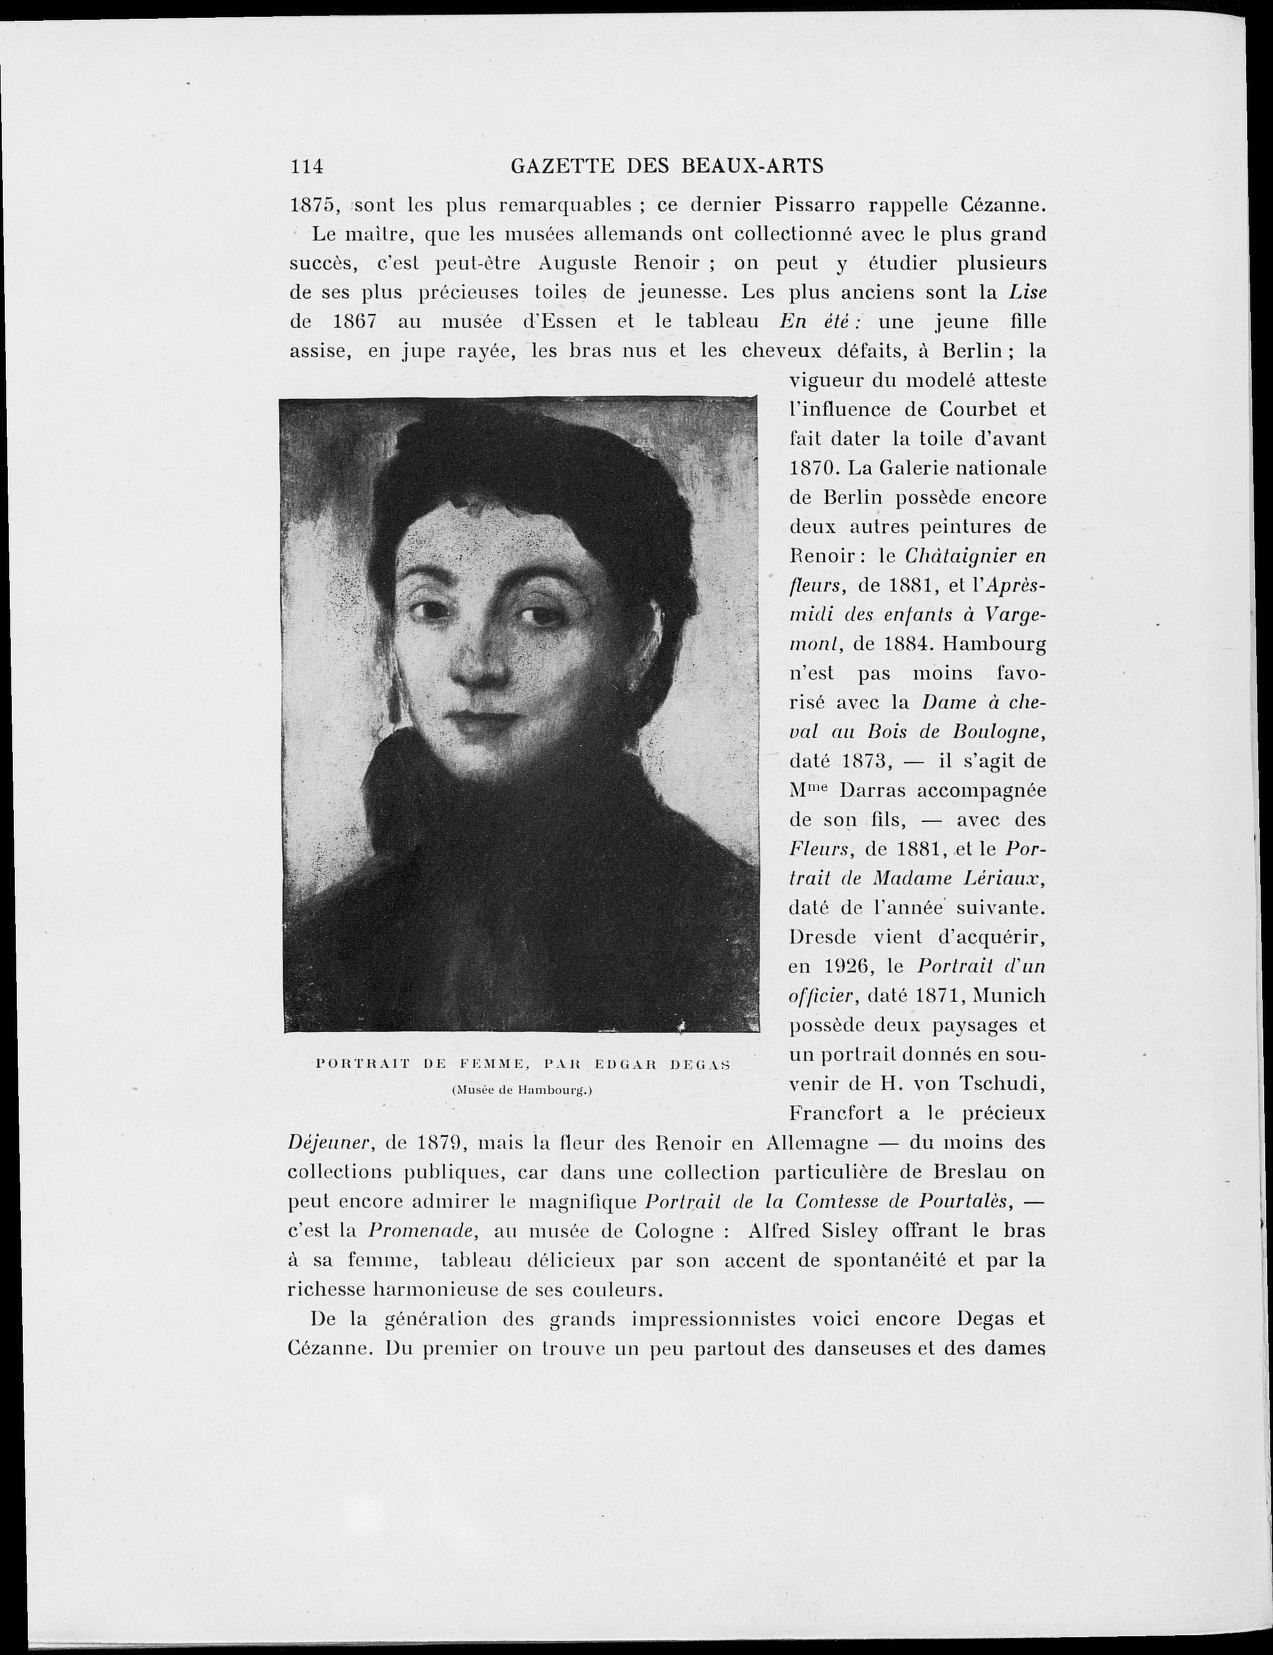 114 GAZETTE DES BEAUX-ARTS
1875, sont les plus remarquables ; ce dernier Pissarro rappelle Cézanne.
Le maître, que les musées allemands ont collectionné avec le plus grand
succès, c'est peut-être Auguste Renoir ; on peut y étudier plusieurs
de ses plus précieuses toiles de jeunesse. Les plus anciens sont la Lise
de 1867 au musée d'Essen et le tableau En été : une jeune fille
assise, en jupe rayée, les bras nus et les cheveux défaits, à Berlin ; la
vigueur du modelé atteste
l'influence de Courbet et
fait dater la toile d'avant
1870. La Galerie nationale
de Berlin possède encore
deux autres peintures de
Renoir : le Châtaignier en
fleurs, de 1881, et l'Après-
midi des enfants à Varge-
mont, de 1884. Hambourg
n'est pas moins favo-
risé avec la Dame à che-
val au Bois de Boulogne,
daté 1873, — il s'agit de
Mme Darras accompagnée
de son fils, — avec des
Fleurs, de 1881, et le Por-
trait de Madame Lériaux,
daté de l'année suivante.
Dresde vient d'acquérir,
en 1926, le Portrait d'un
officier, daté 1871, Munich
possède deux paysages et
un portrait donnés en sou-
venir de H. von Tschudi,
Francfort a le précieux
PORTRAIT DE FEMME, PAR EDGAR DEGAS
(Musée de Hambourg.)
Déjeuner, de 1879, mais la fleur des Renoir en Allemagne — du moins des
collections publiques, car dans une collection particulière de Breslau on
peut encore admirer le magnifique Portrait de la Comtesse de Pourtalès, —
c'est la Promenade, au musée de Cologne : Alfred Sisley offrant le bras
à sa femme, tableau délicieux par son accent de spontanéité et par la
richesse harmonieuse de ses couleurs.
De la génération des grands impressionnistes voici encore Degas et
Cézanne. Du premier on trouve un peu partout des danseuses et des dames